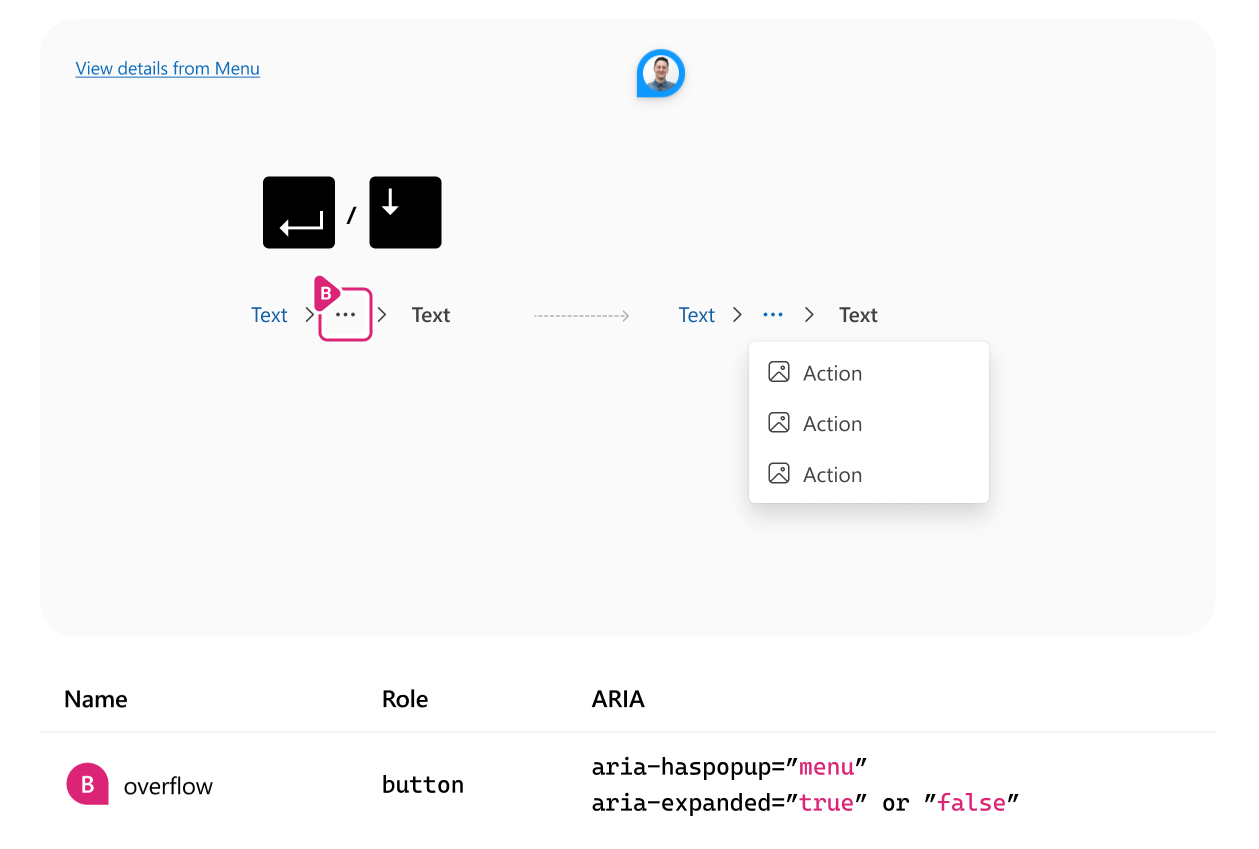 View details from Menu
/
B
Text > ... > Text
Text > ... > Text
Action
Action
Action
Name Role ARIA
B overflow button aria-haspopup=”menu”
aria-expanded=”true” or ”false”